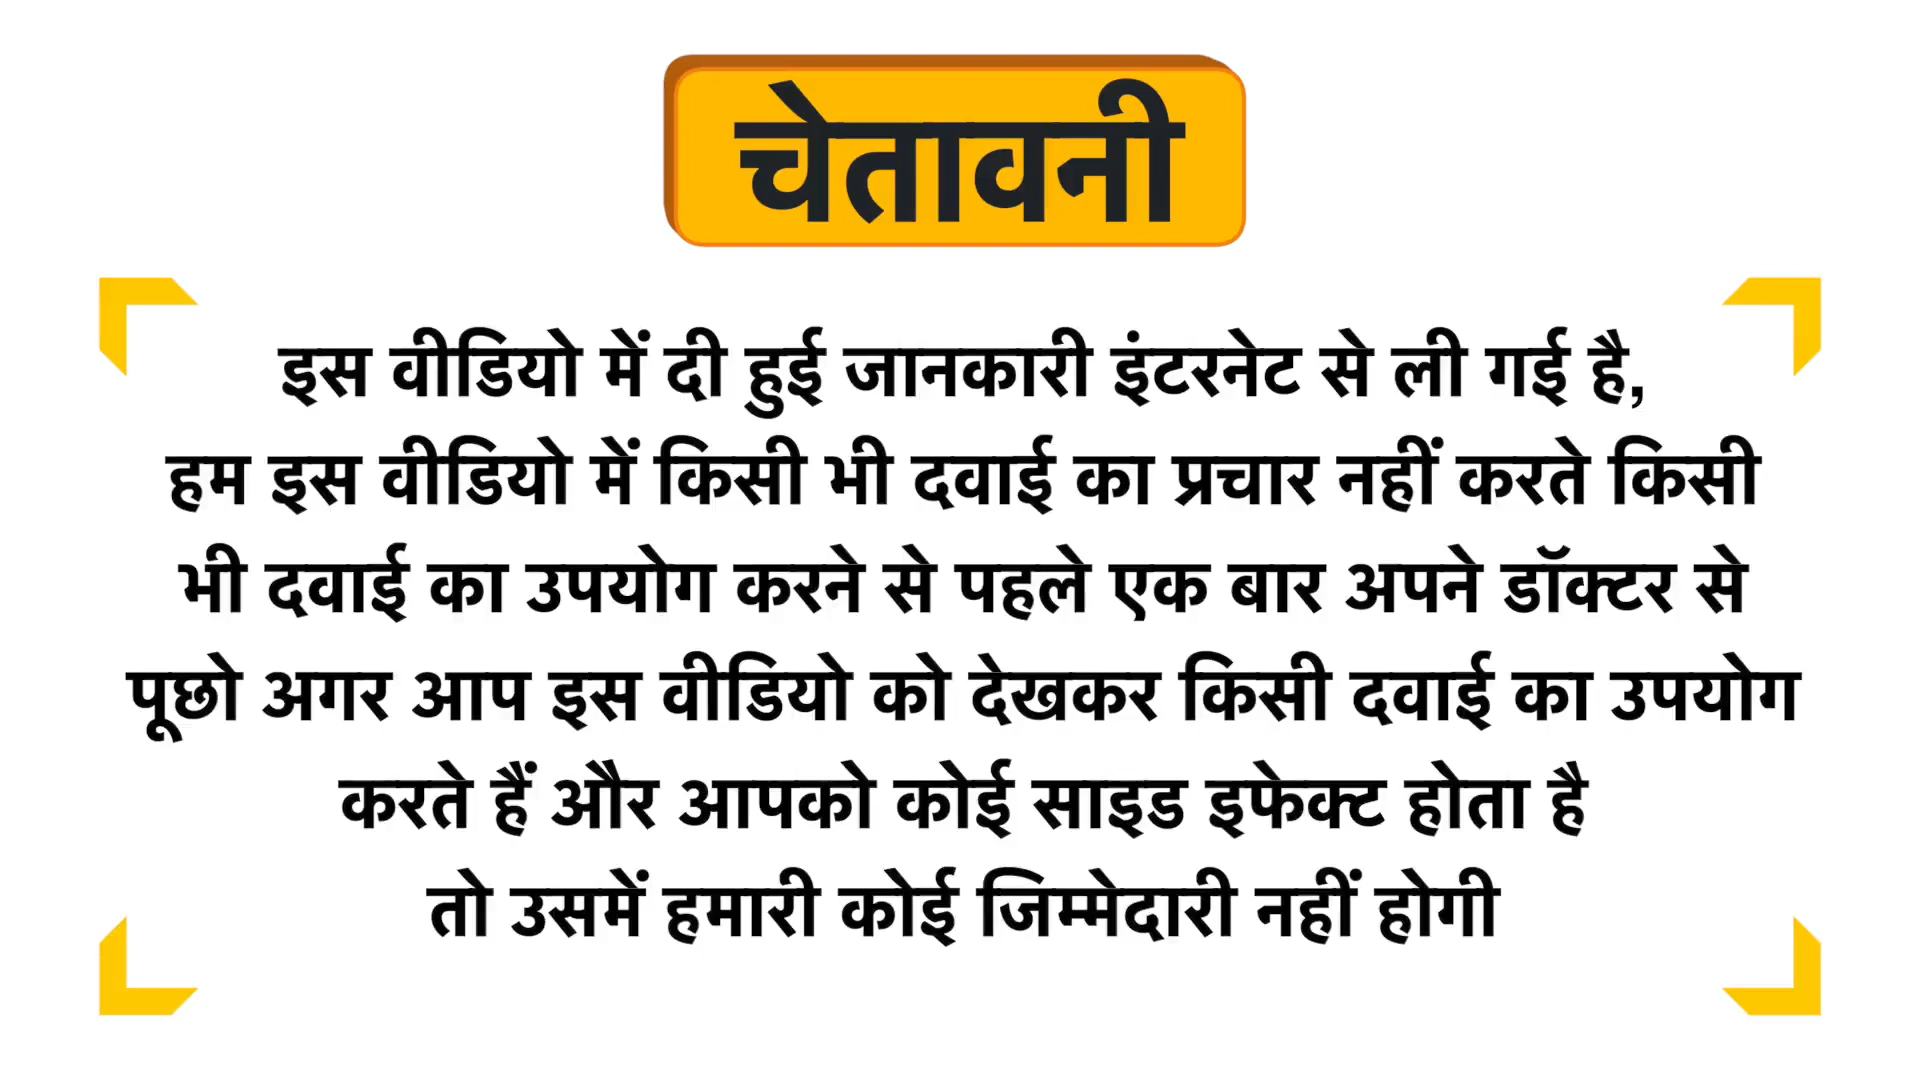 चेतावनी
इस वीडियो में दी हुई जानकारी इंटरनेट से ली गई है,
हम इस वीडियो में किसी भी दवाई का प्रचार नहीं करते किसी
भी दवाई का उपयोग करने से पहले एक बार अपने डॉक्टर से
पूछो अगर आप इस वीडियो को देखकर किसी दवाई का उपयोग
करते हैं और आपको कोई साइड इफेक्ट होता है
तो उसमें हमारी कोई जिम्मेदारी नहीं होगी